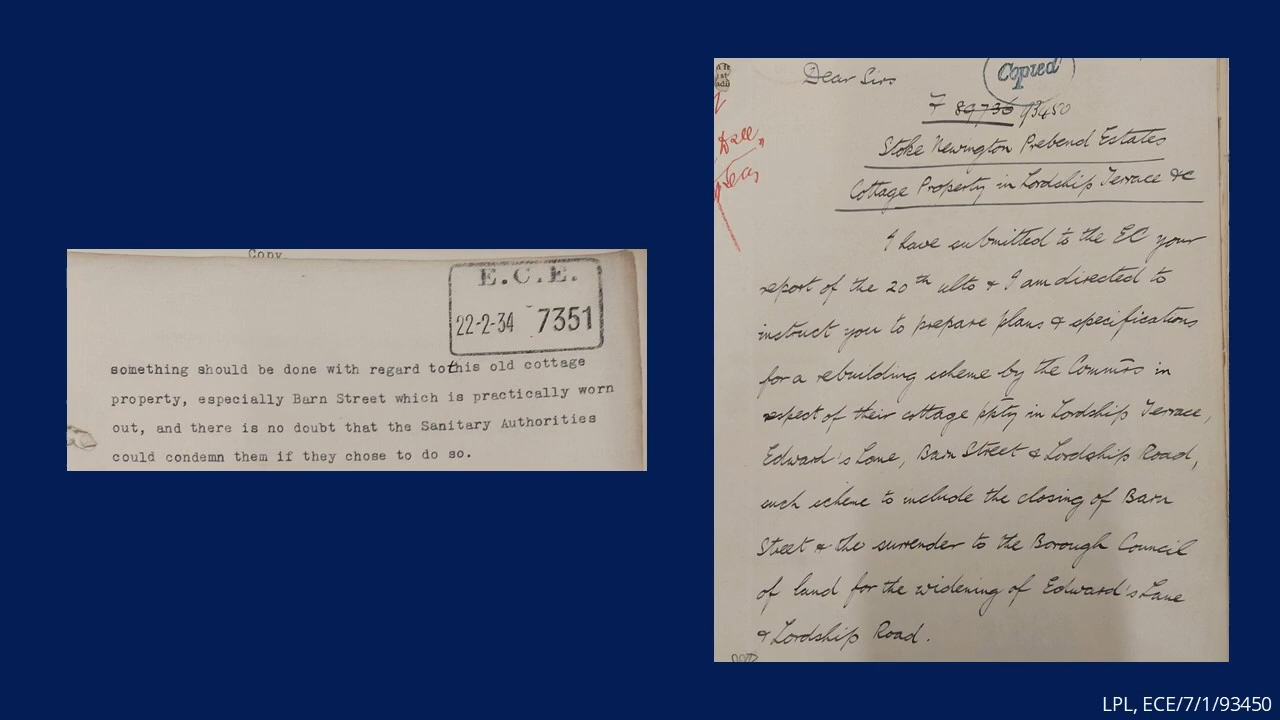 Copy
E.C.E.
22-2-34 7351
something should be done with regard to this old cottage
property, especially Barn Street which is practically worn
out, and there is no doubt that the Sanitary Authorities
could condemn them if they chose to do so.
Dear Sirs
Copied
F 89736 93450
Stoke Newington Prebend Estates
Cottage Property in Lordship Terrace &c
I have submitted to the EC your
report of the 20th ulto & I am directed to
instruct you to prepare plans & specifications
for a rebuilding scheme by the Commrs in
respect of their cottage ppty in Lordship Terrace,
Edward's Lane, Barn Street & Lordship Road,
such scheme to include the closing of Barn
Street & the surrender to the Borough Council
of land for the widening of Edward's Lane
& Lordship Road.
LPL, ECE/7/1/93450